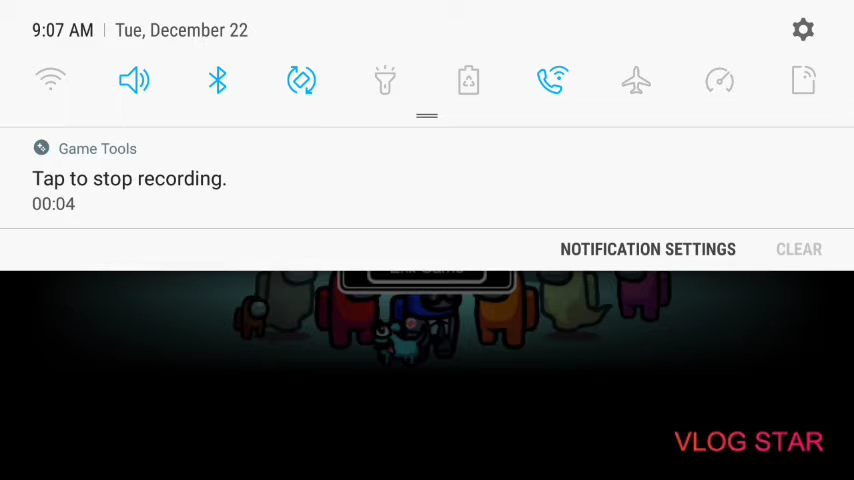 9:07 AM | Tue, December 22
Game Tools
Tap to stop recording.
00:04
NOTIFICATION SETTINGS CLEAR
VLOG STAR